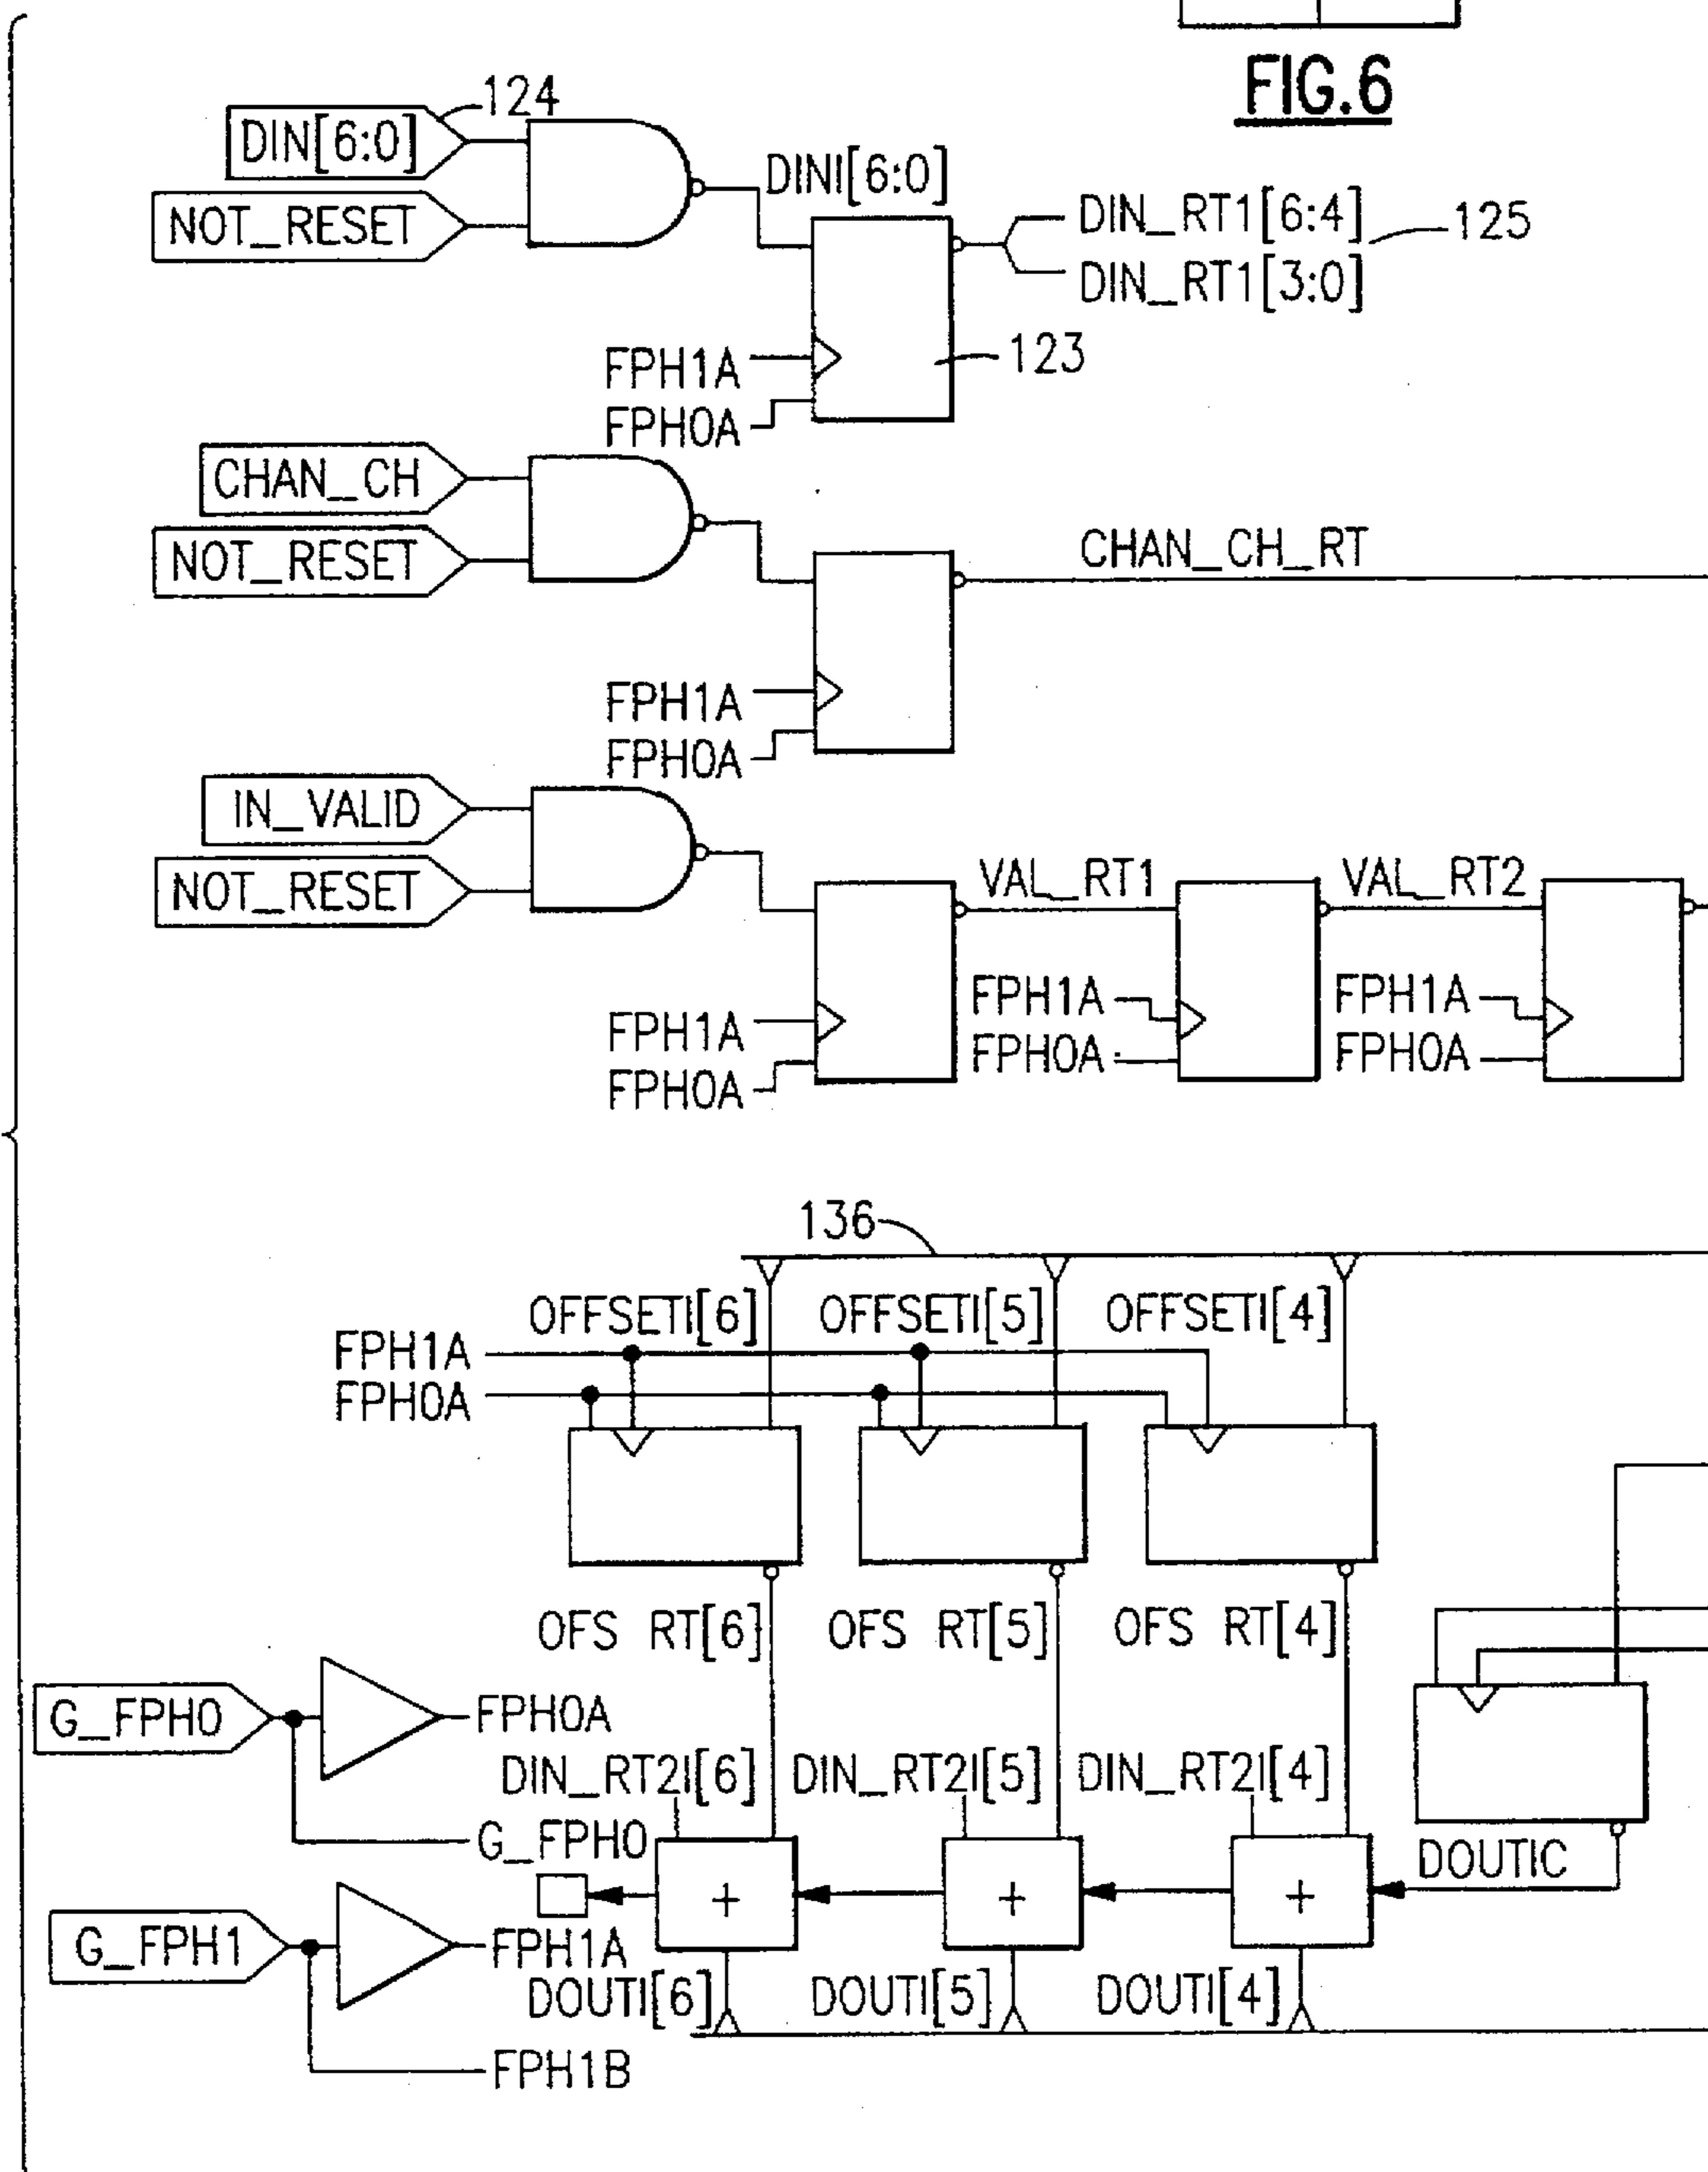 FIG.6
124
DIN[6:0]
NOT_RESET
DINI[6:0]
DIN_RT1[6:4]
125
DIN_RT1[3:0]
FPH1A
123
FPH0A
CHAN_CH
NOT_RESET
CHAN_CH_RT
FPH1A
FPH0A
IN_VALID
NOT_RESET
VAL_RT1
VAL_RT2
FPH1A
FPH0A
FPH1A
FPH0A
FPH1A
FPH0A
136
OFFSETI[6]
OFFSETI[5]
OFFSETI[4]
FPH1A
FPH0A
OFS RT[6]
OFS RT[5]
OFS RT[4]
G_FPH0
FPH0A
DIN_RT2I[6]
DIN_RT2I[5]
DIN_RT2I[4]
G_FPH0
+
+
+
DOUTIC
G_FPH1
FPH1A
DOUTI[6]
DOUTI[5]
DOUTI[4]
FPH1B